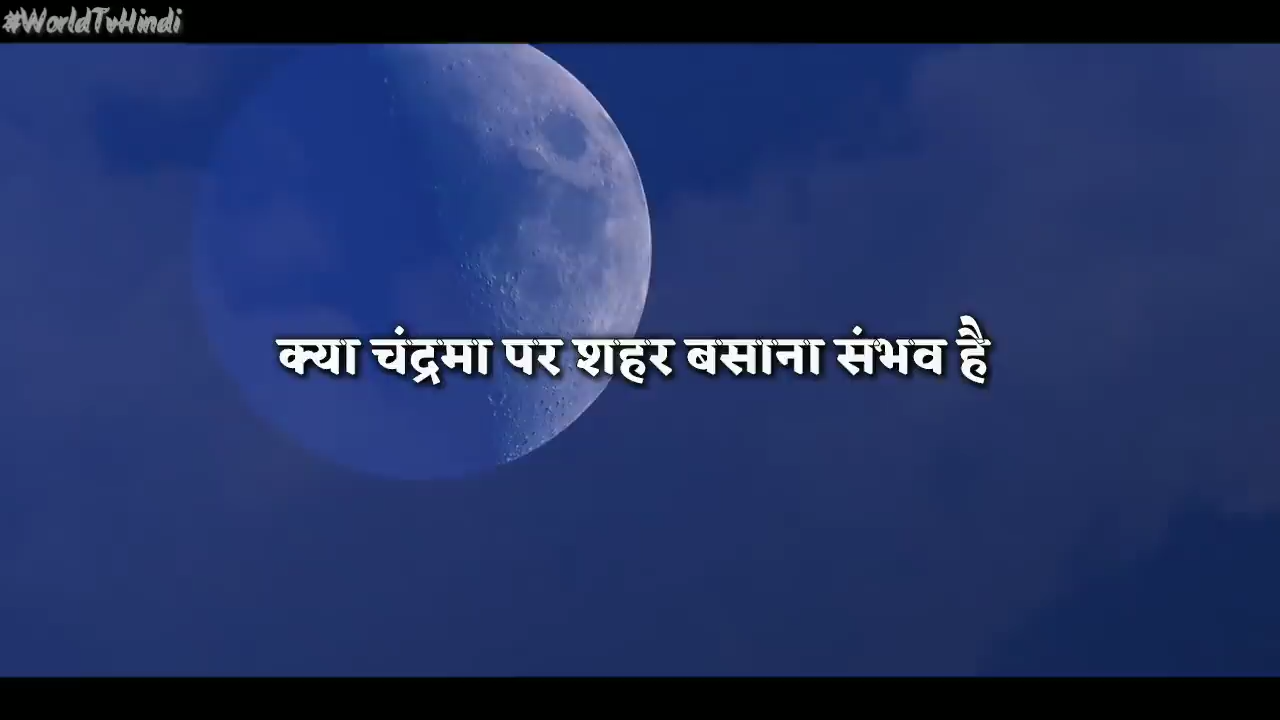 #WorldTvHindi
क्या चंद्रमा पर शहर बसाना संभव है